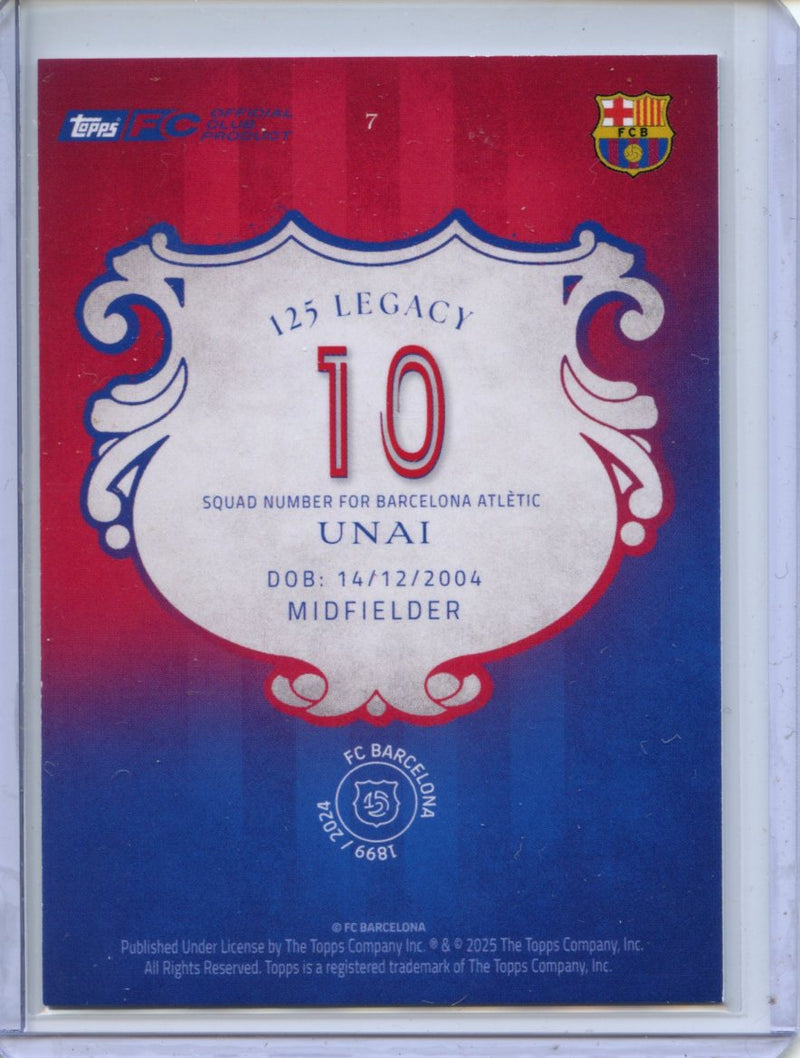 topps FC OFFICIAL
CLUB
PRODUCT
7
FCB
125 LEGACY
10
SQUAD NUMBER FOR BARCELONA ATLÈTIC
UNAI
DOB: 14/12/2004
MIDFIELDER
FC BARCELONA
125
1899 / 2024
© FC BARCELONA
Published Under License by The Topps Company Inc. ® & © 2025 The Topps Company, Inc.
All Rights Reserved. Topps is a registered trademark of The Topps Company, Inc.